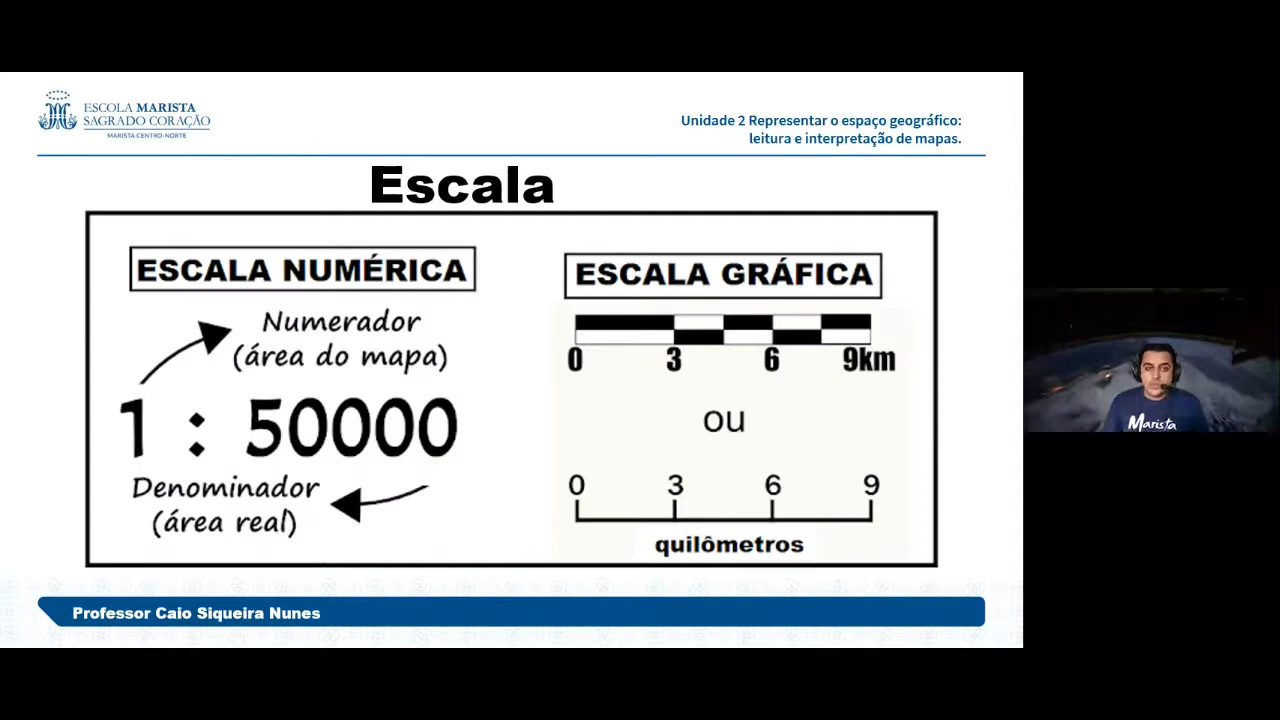 ESCOLA MARISTA
SAGRADO CORAÇÃO
MARISTA CENTRO-NORTE
Unidade 2 Representar o espaço geográfico:
leitura e interpretação de mapas.
Escala
ESCALA NUMÉRICA
Numerador
(área do mapa)
1 : 50000
Denominador
(área real)
ESCALA GRÁFICA
0 3 6 9km
ou
0 3 6 9
quilômetros
Marista
Professor Caio Siqueira Nunes